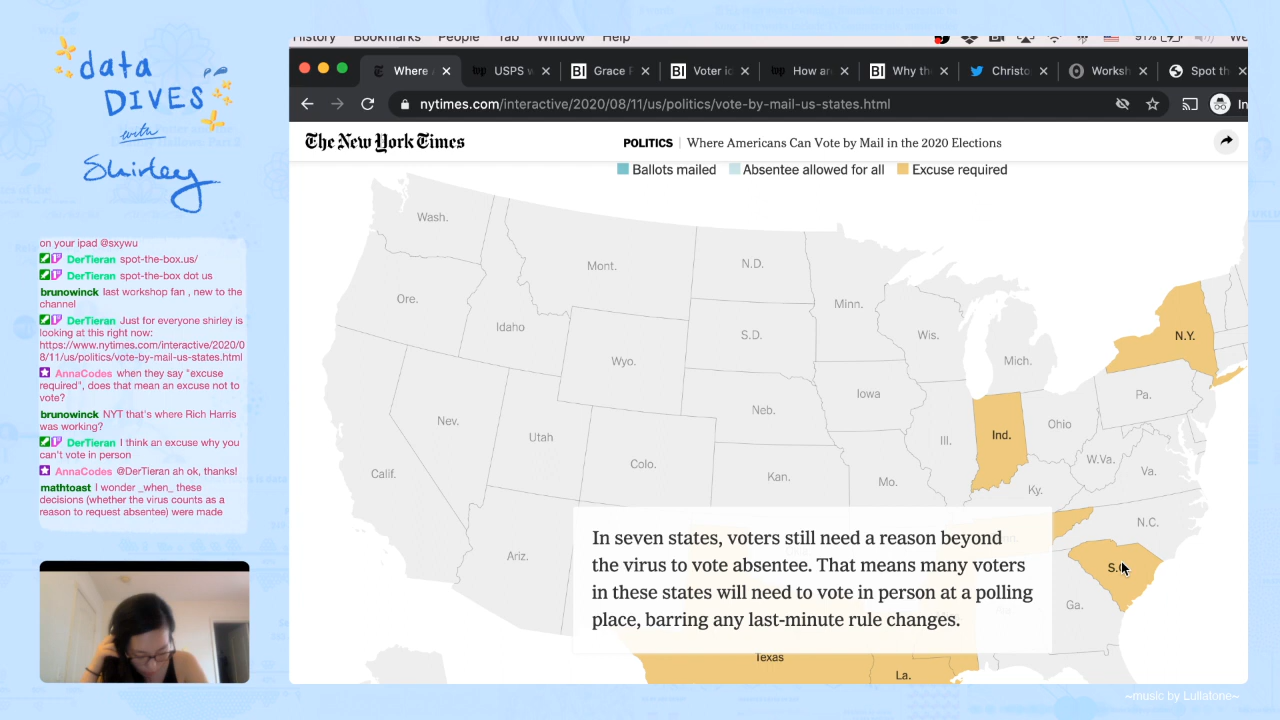 data
DIVES
with
Shirley
on your ipad @sxywu
DerTieran spot-the-box.us/
DerTieran spot-the-box dot us
brunowinck last workshop fan , new to the
channel
DerTieran Just for everyone shirley is
looking at this right now:
https://www.nytimes.com/interactive/2020/0
8/11/us/politics/vote-by-mail-us-states.html
AnnaCodes when they say "excuse
required", does that mean an excuse not to
vote?
brunowinck NYT that's where Rich Harris
was working?
DerTieran I think an excuse why you
can't vote in person
AnnaCodes @DerTieran ah ok, thanks!
mathtoast I wonder _when_ these
decisions (whether the virus counts as a
reason to request absentee) were made
History Bookmarks People Tab Window Help 91%
Where USPS w Grace Voter i How ar Why the Christo Worksh Spot th
nytimes.com/interactive/2020/08/11/us/politics/vote-by-mail-us-states.html In
The New York Times POLITICS | Where Americans Can Vote by Mail in the 2020 Elections
Ballots mailed Absentee allowed for all Excuse required
Wash.
Mont.
N.D.
Ore.
Minn.
Idaho
S.D.
Wis.
N.Y.
Wyo.
Mich.
Iowa
Pa.
Neb.
Nev.
Utah
Ohio
Ind.
Ill.
Colo.
Calif.
Kan.
Mo.
W.Va.
Va.
Ky.
N.C.
Ariz.
S.C.
Ga.
In seven states, voters still need a reason beyond
the virus to vote absentee. That means many voters
in these states will need to vote in person at a polling
place, barring any last-minute rule changes.
Texas
La.
~music by Lullatone~